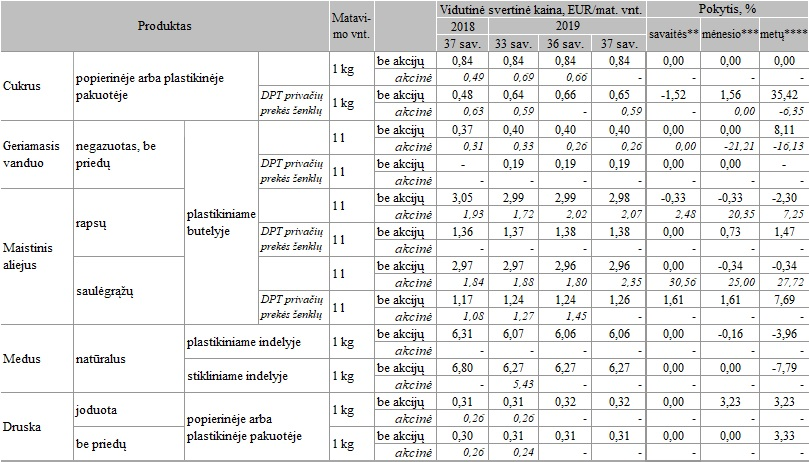 Produktas Matavi- mo vnt. Vidutinė svertinė kaina, EUR/mat. vnt. Pokytis, %
2018 2019 savaitės** mėnesio*** metų****
37 sav. 33 sav. 36 sav. 37 sav.
Cukrus popierinėje arba plastikinėje pakuotėje 1 kg be akcijų 0,84 0,84 0,84 0,84 0,00 0,00 0,00
akcinė 0,49 0,69 0,66 - - - -
DPT privačių prekės ženklų 1 kg be akcijų 0,48 0,64 0,66 0,65 -1,52 1,56 35,42
akcinė 0,63 0,59 - 0,59 - 0,00 -6,35
Geriamasis vanduo negazuotas, be priedų plastikiniame butelyje 1 l be akcijų 0,37 0,40 0,40 0,40 0,00 0,00 8,11
akcinė 0,31 0,33 0,26 0,26 0,00 -21,21 -16,13
DPT privačių prekės ženklų 1 l be akcijų - 0,19 0,19 0,19 0,00 0,00 -
akcinė - - - - - - -
Maistinis aliejus rapsų 1 l be akcijų 3,05 2,99 2,99 2,98 -0,33 -0,33 -2,30
akcinė 1,93 1,72 2,02 2,07 2,48 20,35 7,25
DPT privačių prekės ženklų 1 l be akcijų 1,36 1,37 1,38 1,38 0,00 0,73 1,47
akcinė - - - - - - -
saulėgrąžų 1 l be akcijų 2,97 2,97 2,96 2,96 0,00 -0,34 -0,34
akcinė 1,84 1,88 1,80 2,35 30,56 25,00 27,72
DPT privačių prekės ženklų 1 l be akcijų 1,17 1,24 1,24 1,26 1,61 1,61 7,69
akcinė 1,08 1,27 1,45 - - - -
Medus natūralus plastikiniame indelyje 1 kg be akcijų 6,31 6,07 6,06 6,06 0,00 -0,16 -3,96
akcinė - - - - - - -
stikliniame indelyje 1 kg be akcijų 6,80 6,27 6,27 6,27 0,00 0,00 -7,79
akcinė - 5,43 - - - - -
Druska joduota popierinėje arba plastikinėje pakuotėje 1 kg be akcijų 0,31 0,31 0,32 0,32 0,00 3,23 3,23
akcinė 0,26 0,26 - - - - -
be priedų 1 kg be akcijų 0,30 0,31 0,31 0,31 0,00 0,00 3,33
akcinė 0,26 0,24 - - - - -